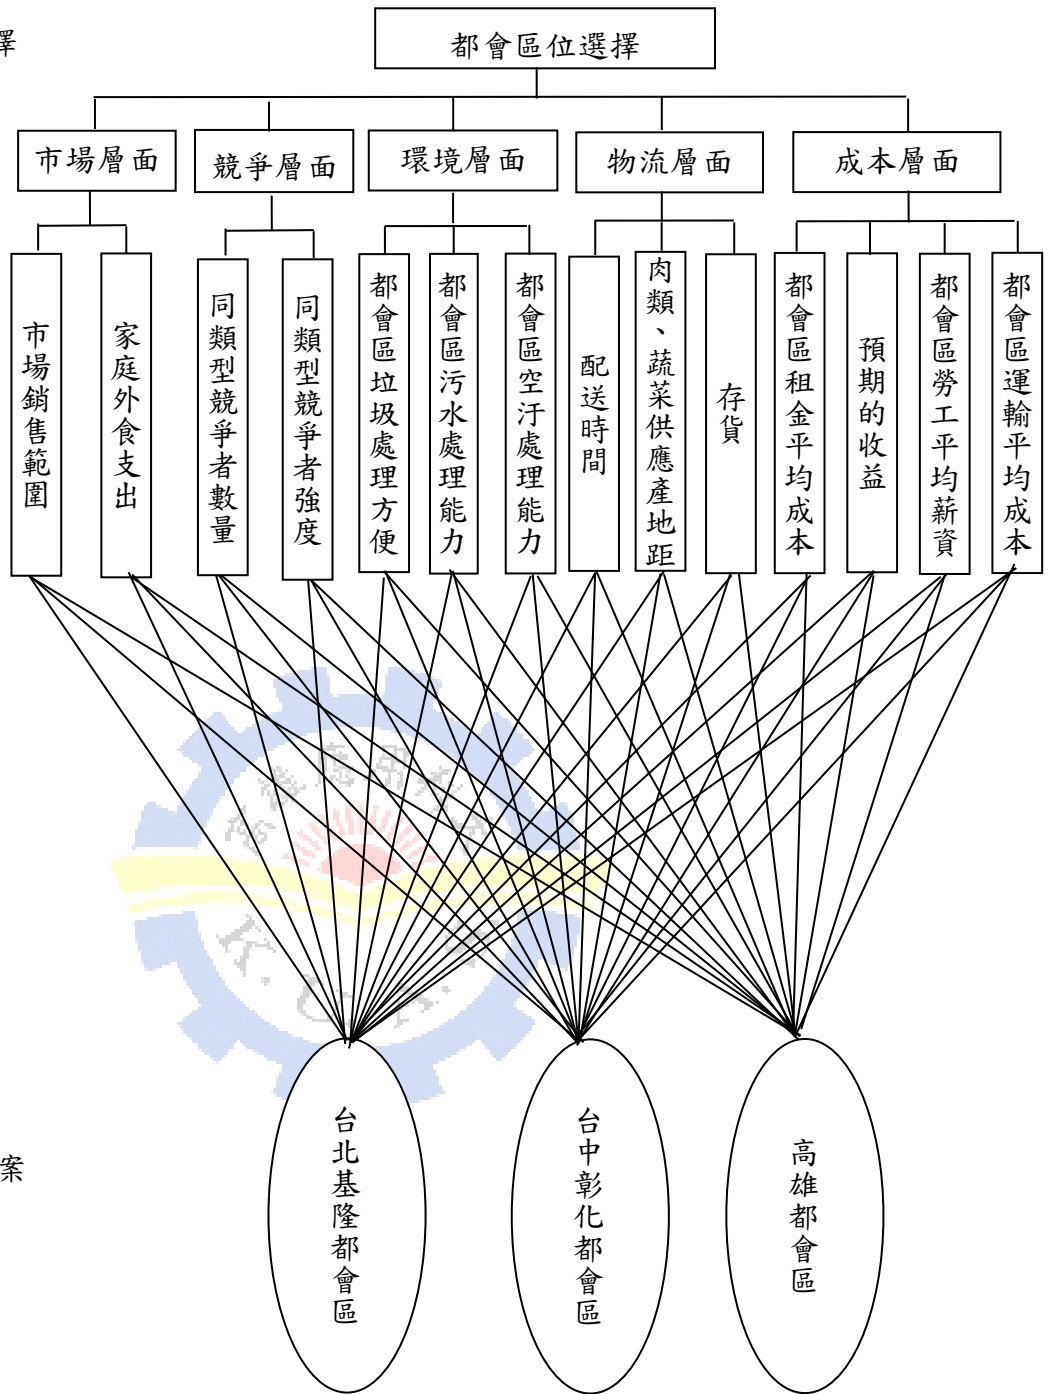 擇
都會區位選擇
市場層面
競爭層面
環境層面
物流層面
成本層面
市場銷售範圍
家庭外食支出
同類型競爭者數量
同類型競爭者強度
都會區垃圾處理方便
都會區污水處理能力
都會區空汙處理能力
配送時間
肉類、蔬菜供應產地距
存貨
都會區租金平均成本
預期的收益
都會區勞工平均薪資
都會區運輸平均成本
案
台北基隆都會區
台中彰化都會區
高雄都會區